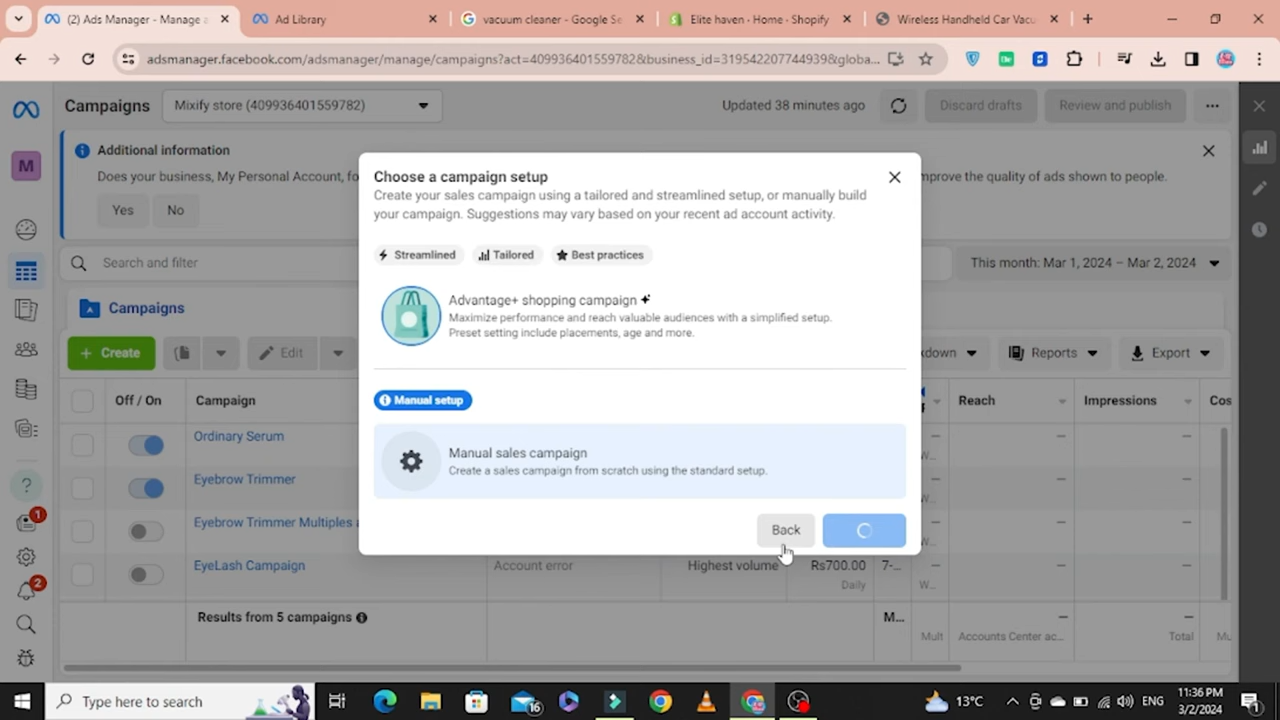 (2) Ads Manager - Manage a
Ad Library
vacuum cleaner - Google Se
Elite haven - Home - Shopify
Wireless Handheld Car Vacu
adsmanager.facebook.com/adsmanager/manage/campaigns?act=409936401559782&business_id=319542207744939&globa...
Campaigns
Mixify store (409936401559782)
Updated 38 minutes ago
Discard drafts
Review and publish
M
Additional information
Does your business, My Personal Account, fo
mprove the quality of ads shown to people.
Yes
No
Search and filter
This month: Mar 1, 2024 – Mar 2, 2024
Campaigns
+ Create
Edit
kdown
Reports
Export
Off / On
Campaign
Reach
Impressions
Cos
Ordinary Serum
Eyebrow Trimmer
Eyebrow Trimmer Multiples a
EyeLash Campaign
Account error
Highest volume
Rs700.00
Daily
7-...
W...
W...
W...
W...
Results from 5 campaigns
M...
Mult
Accounts Center ac...
Total
Mu
Choose a campaign setup
Create your sales campaign using a tailored and streamlined setup, or manually build
your campaign. Suggestions may vary based on your recent ad account activity.
Streamlined
Tailored
Best practices
Advantage+ shopping campaign
Maximize performance and reach valuable audiences with a simplified setup.
Preset setting include placements, age and more.
Manual setup
Manual sales campaign
Create a sales campaign from scratch using the standard setup.
Back
1
2
Type here to search
16
13°C
ENG
11:36 PM
3/2/2024
1